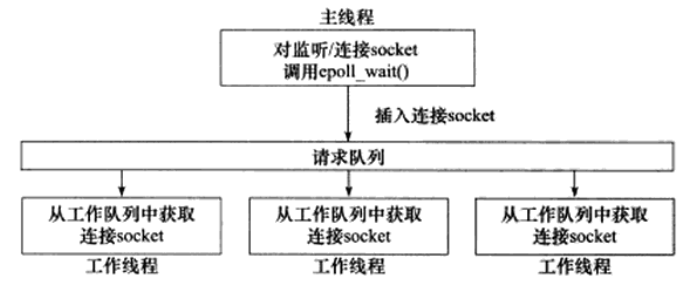 主线程
对监听/连接socket
调用epoll_wait()
插入连接socket
请求队列
从工作队列中获取
连接socket
从工作队列中获取
连接socket
从工作队列中获取
连接socket
工作线程
工作线程
工作线程